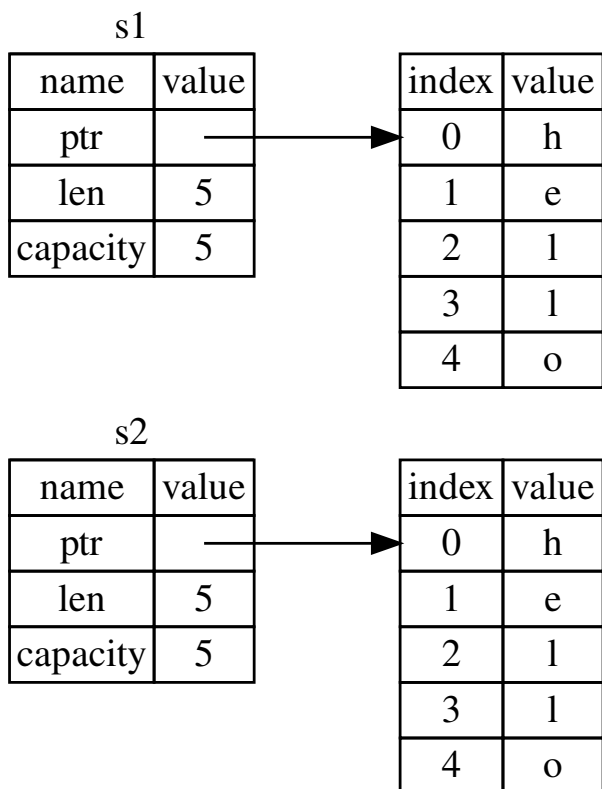 s1
name value
ptr
len 5
capacity 5
index value
0 h
1 e
2 l
3 l
4 o
s2
name value
ptr
len 5
capacity 5
index value
0 h
1 e
2 l
3 l
4 o